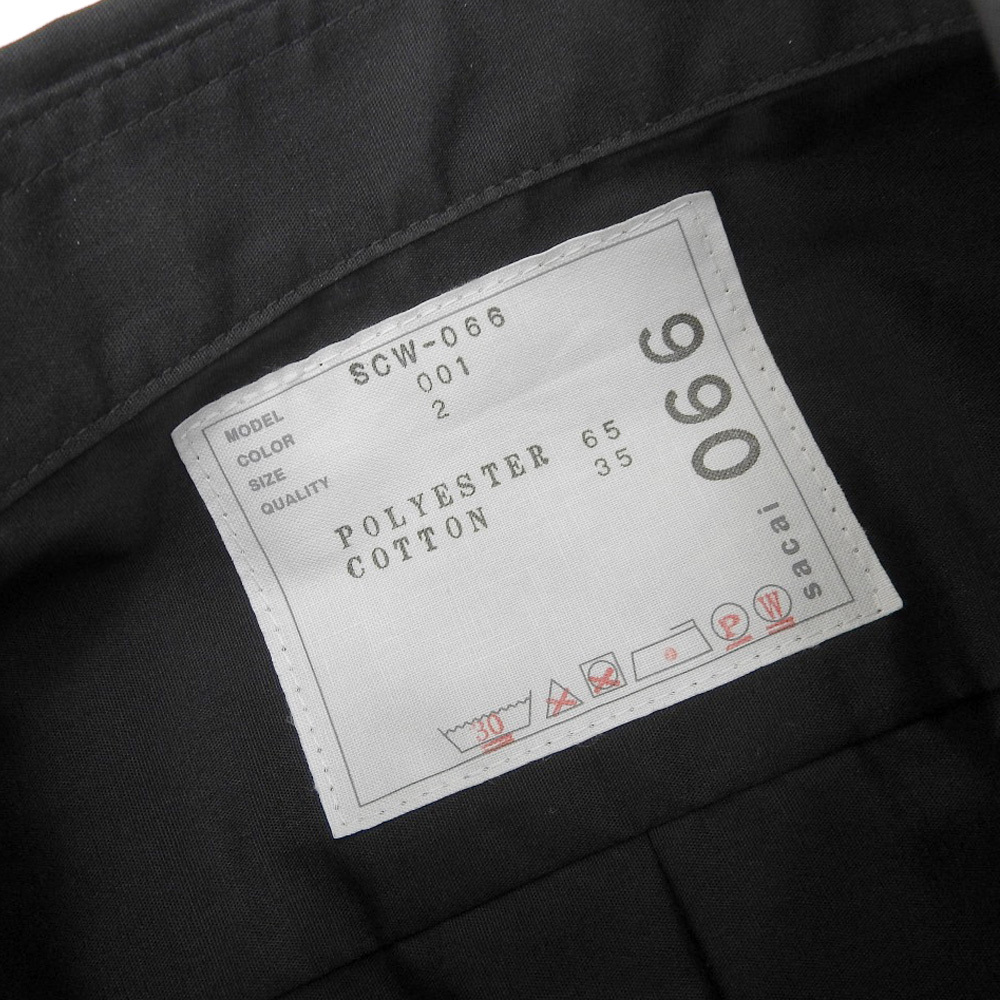 MODEL SCW-066
COLOR 001
SIZE 2
QUALITY
POLYESTER 65
COTTON 35
066
sacai
30
P
W